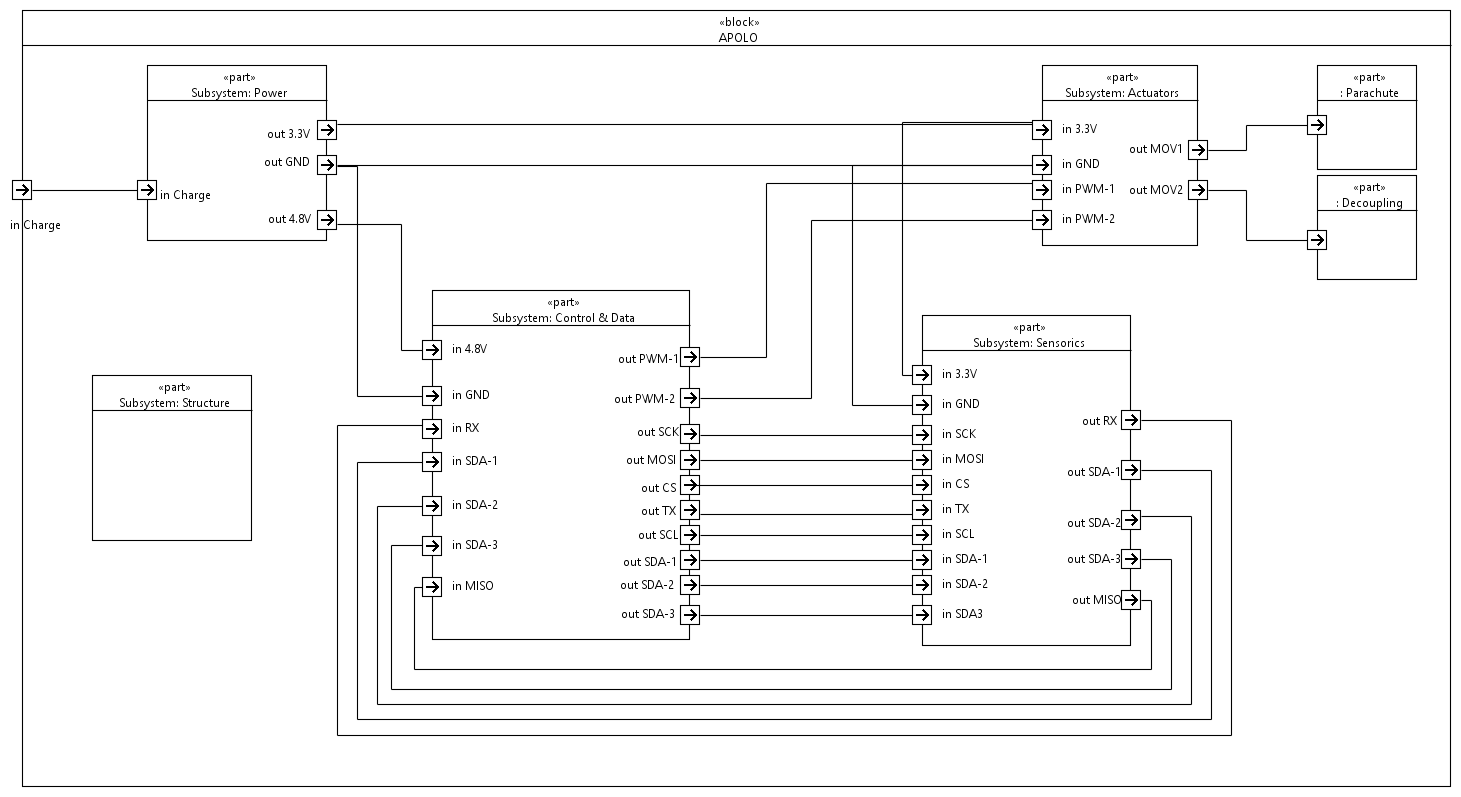 «block»
APOLO
«part»
Subsystem: Power
out 3.3V
out GND
in Charge
out 4.8V
in Charge
«part»
Subsystem: Actuators
in 3.3V
in GND
in PWM-1
in PWM-2
out MOV1
out MOV2
«part»
: Parachute
«part»
: Decoupling
«part»
Subsystem: Control & Data
in 4.8V
in GND
in RX
in SDA-1
in SDA-2
in SDA-3
in MISO
out PWM-1
out PWM-2
out SCK
out MOSI
out CS
out TX
out SCL
out SDA-1
out SDA-2
out SDA-3
«part»
Subsystem: Sensorics
in 3.3V
in GND
in SCK
in MOSI
in CS
in TX
in SCL
in SDA-1
in SDA-2
in SDA3
out RX
out SDA-1
out SDA-2
out SDA-3
out MISO
«part»
Subsystem: Structure